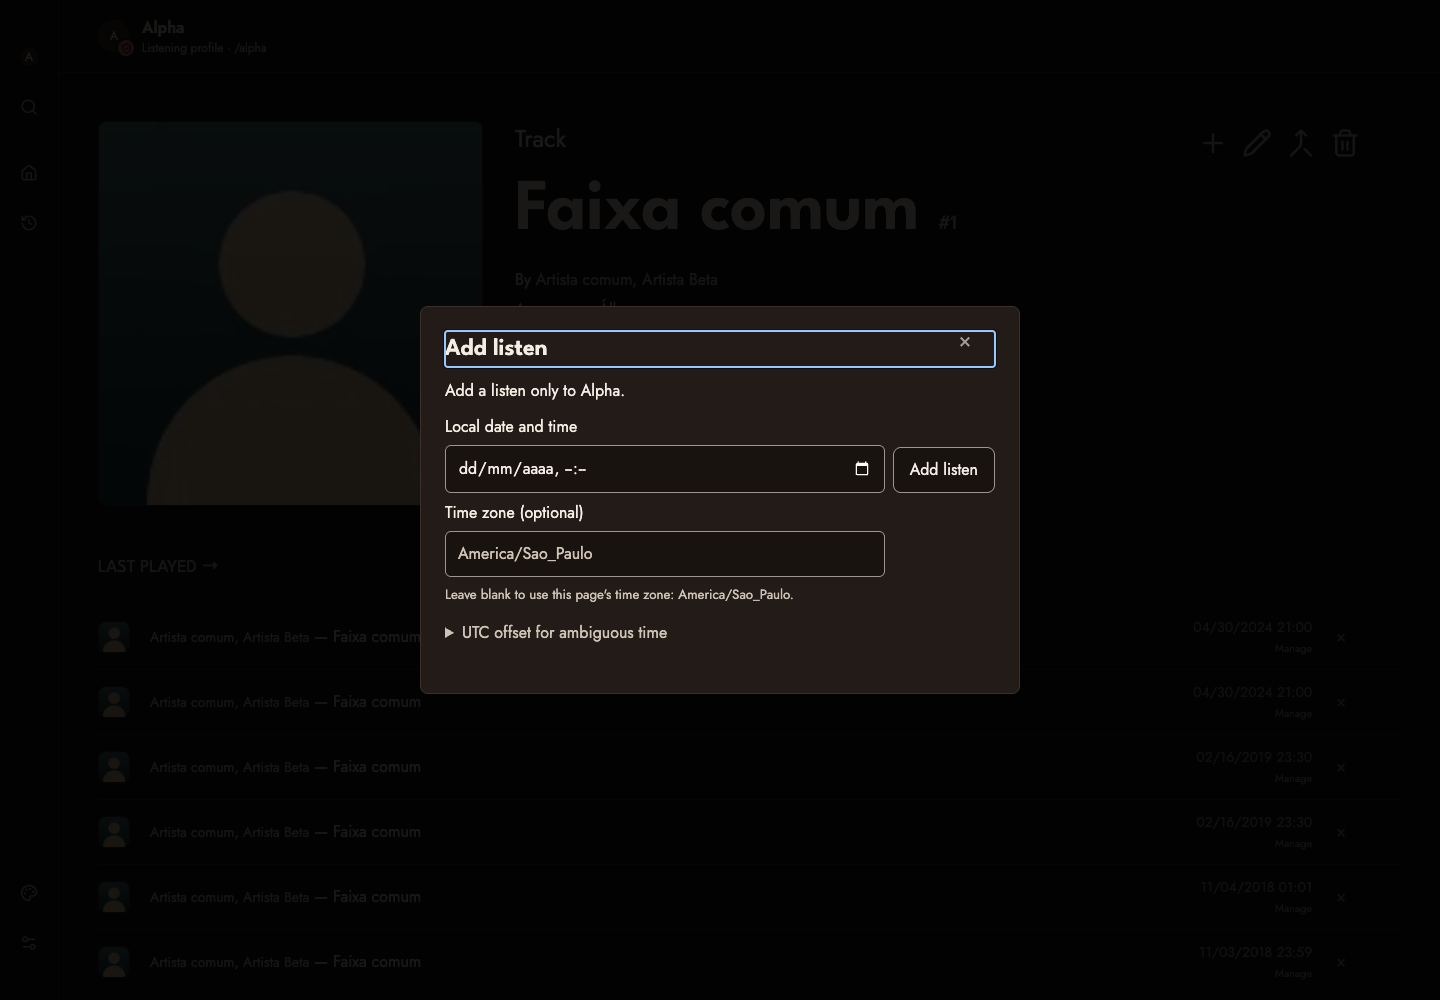 Alpha
A
Listening profile · /alpha
A
Track
Faixa comum #1
By Artista comum, Artista Beta
Add listen ×
Add a listen only to Alpha.
Local date and time
dd/mm/aaaa, --:--
Add listen
Time zone (optional)
America/Sao_Paulo
Leave blank to use this page's time zone: America/Sao_Paulo.
UTC offset for ambiguous time
LAST PLAYED →
Artista comum, Artista Beta — Faixa comum 04/30/2024 21:00 ×
Manage
Artista comum, Artista Beta — Faixa comum 04/30/2024 21:00 ×
Manage
Artista comum, Artista Beta — Faixa comum 02/16/2019 23:30 ×
Manage
Artista comum, Artista Beta — Faixa comum 02/16/2019 23:30 ×
Manage
Artista comum, Artista Beta — Faixa comum 11/04/2018 01:01 ×
Manage
Artista comum, Artista Beta — Faixa comum 11/03/2018 23:59 ×
Manage